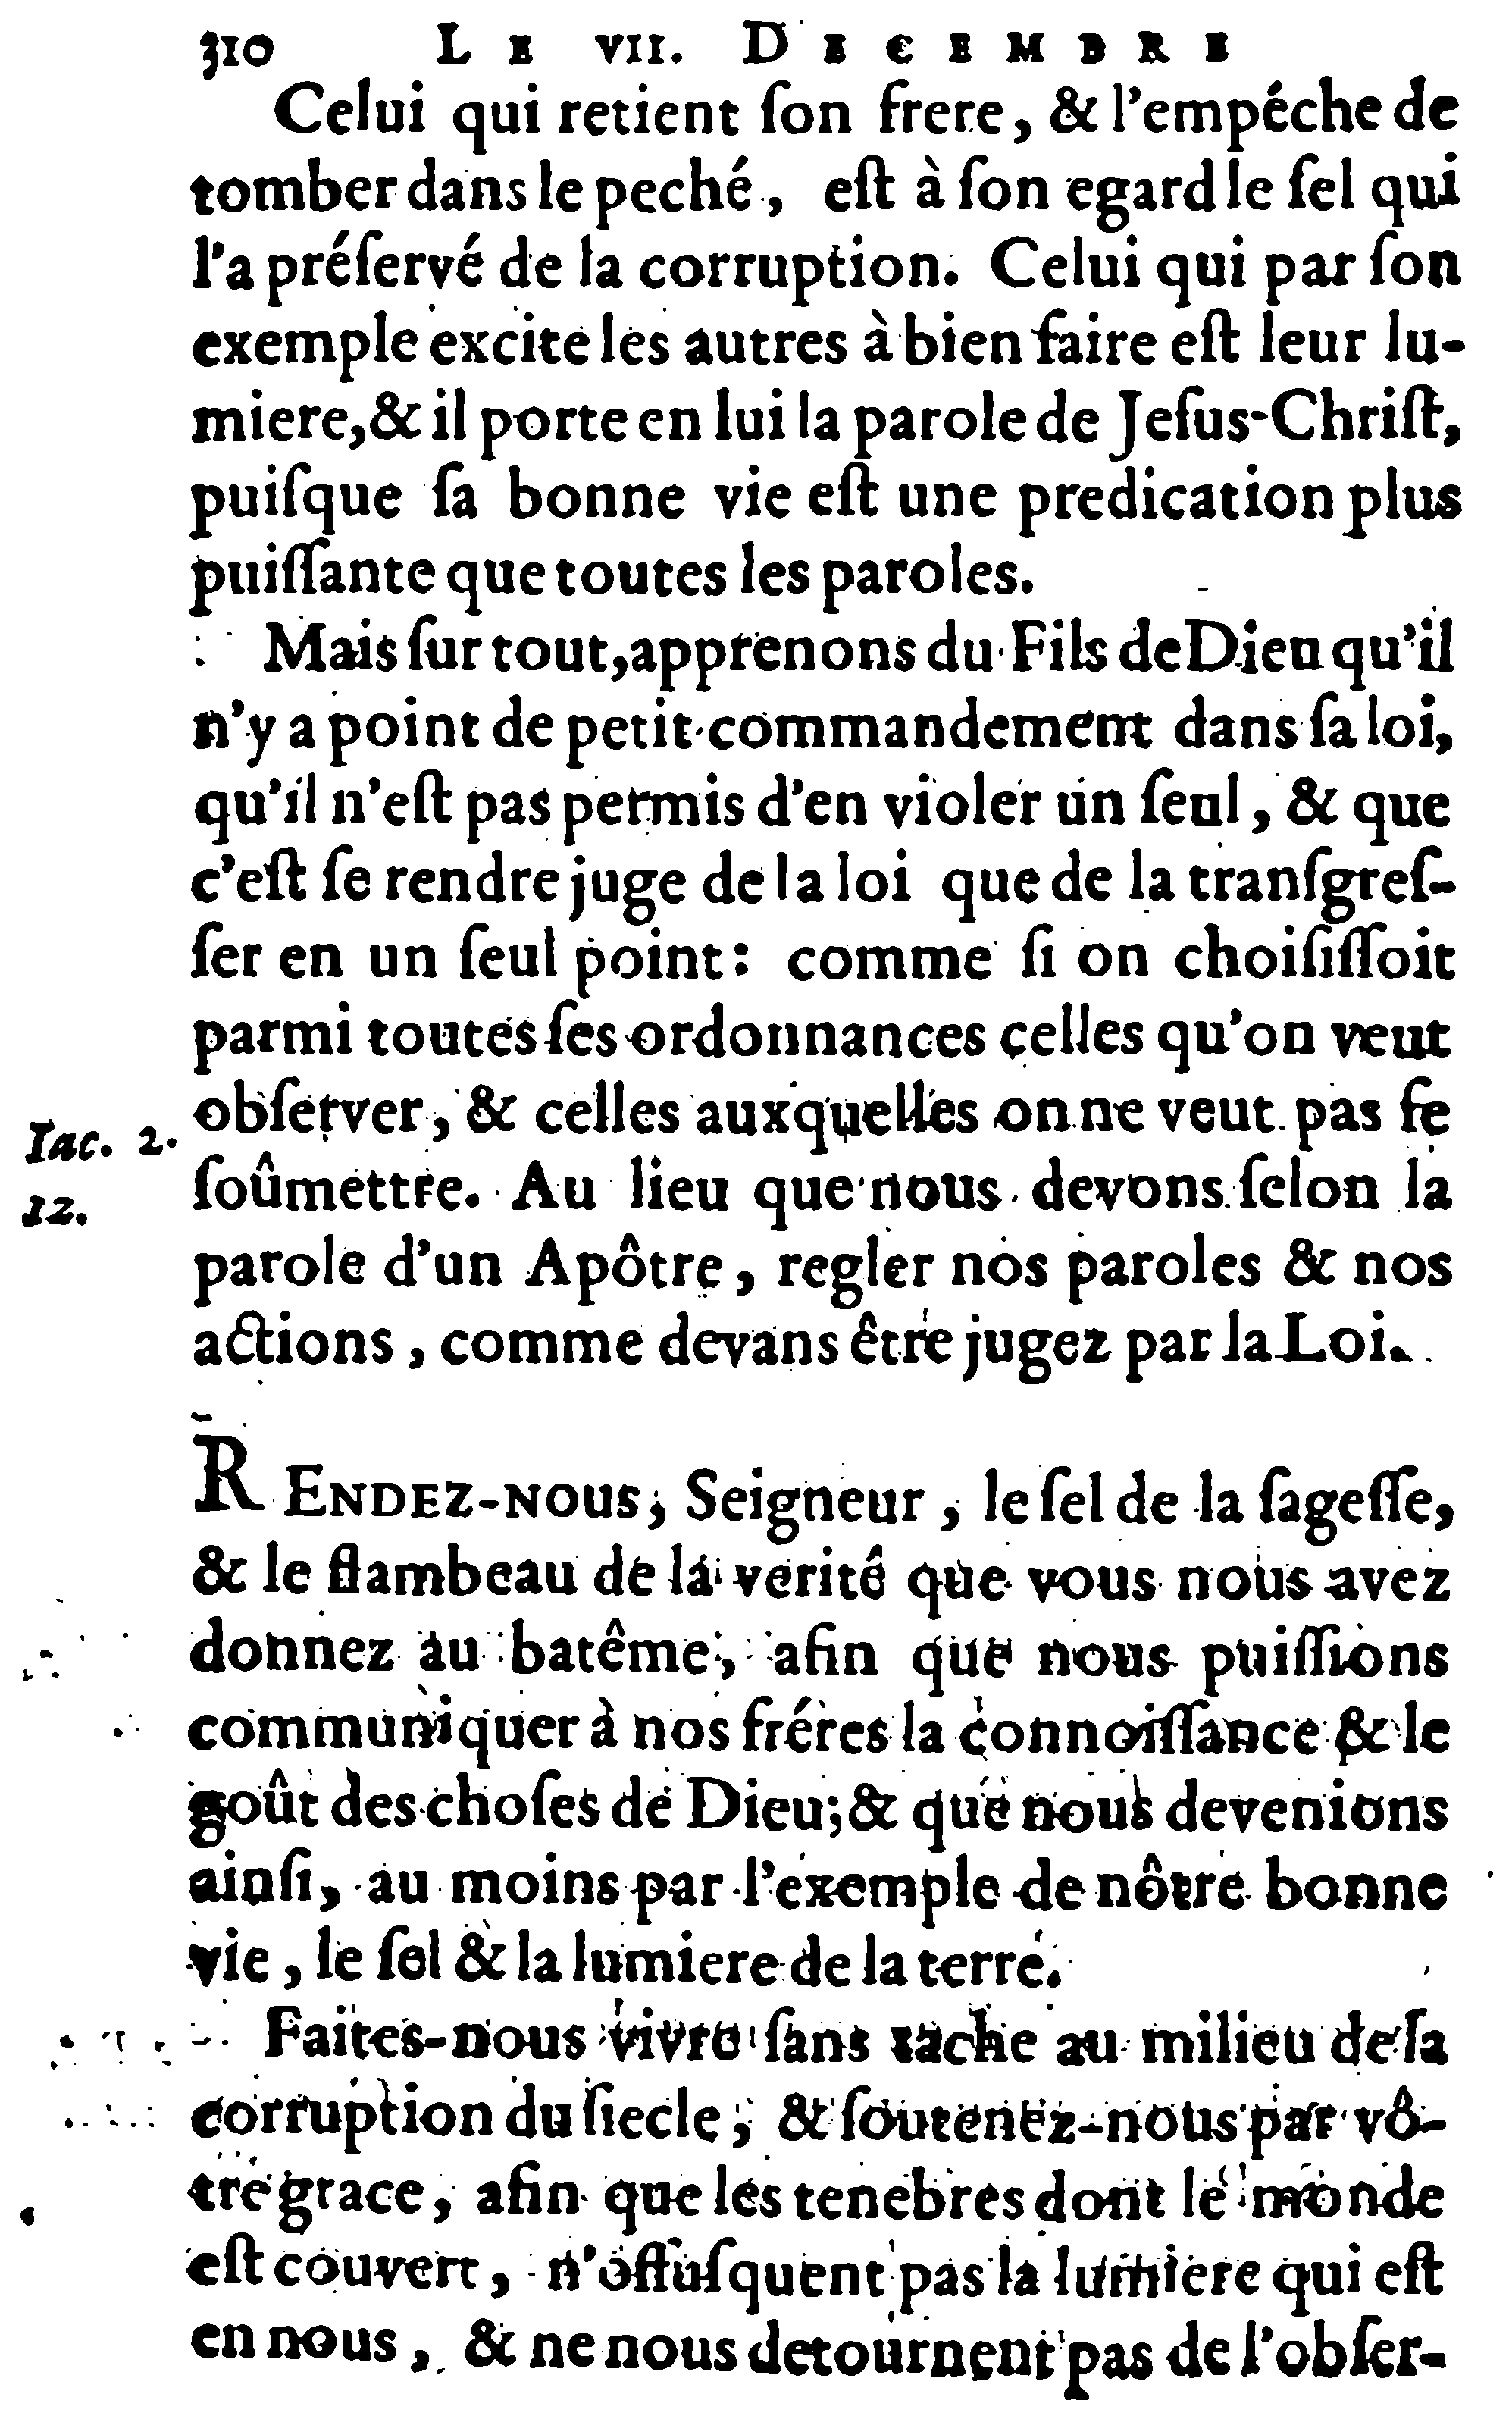 310 LE VII. DECEMBRE
Celui qui retient ſon frere, & l'empéche de
tomber dans le peché, eſt à ſon egard le ſel qui
l'a préſervé de la corruption. Celui qui par ſon
exemple excite les autres à bien faire eſt leur lu-
miere, & il porte en lui la parole de Jeſus-Chriſt,
puiſque ſa bonne vie eſt une predication plus
puiſſante que toutes les paroles.
Mais ſur tout, apprenons du Fils de Dieu qu'il
n'y a point de petit commandement dans ſa loi,
qu'il n'eſt pas permis d'en violer un ſeul, & que
c'eſt ſe rendre juge de la loi que de la tranſgreſ-
ſer en un ſeul point: comme ſi on choiſiſſoit
parmi toutes ſes ordonnances celles qu'on veut
obſerver, & celles auxquelles on ne veut pas ſe
Iac. 2.
ſoûmettre. Au lieu que nous devons ſelon la
12.
parole d'un Apôtre, regler nos paroles & nos
actions, comme devans être jugez par la Loi.
RENDEZ-NOUS, Seigneur, le ſel de la ſageſſe,
& le flambeau de la verité que vous nous avez
donnez au batême, afin que nous puiſſions
communiquer à nos fréres la connoiſſance & le
goût des choſes de Dieu; & que nous devenions
ainſi, au moins par l'exemple de nôtre bonne
vie, le ſel & la lumiere de la terre.
Faites-nous vivre ſans tache au milieu de la
corruption du ſiecle; & ſoutenez-nous par vô-
tre grace, afin que les tenebres dont le monde
eſt couvert, n'offuſquent pas la lumiere qui eſt
en nous, & ne nous detournent pas de l'obſer-